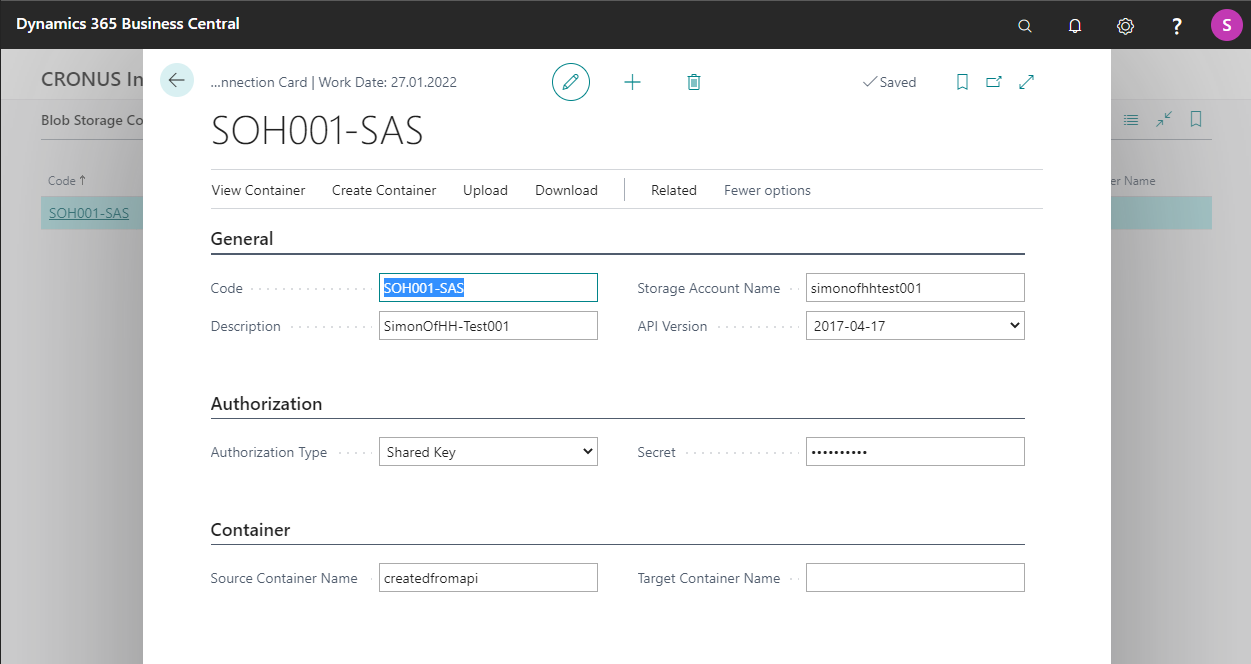 Dynamics 365 Business Central
? S
CRONUS In
...nnection Card | Work Date: 27.01.2022
Saved
Blob Storage Co
SOH001-SAS
View Container Create Container Upload Download Related Fewer options
Code
er Name
SOH001-SAS
General
Code SOH001-SAS Storage Account Name simonofhhtest001
Description SimonOfHH-Test001 API Version 2017-04-17
Authorization
Authorization Type Shared Key Secret ••••••••••
Container
Source Container Name createdfromapi Target Container Name